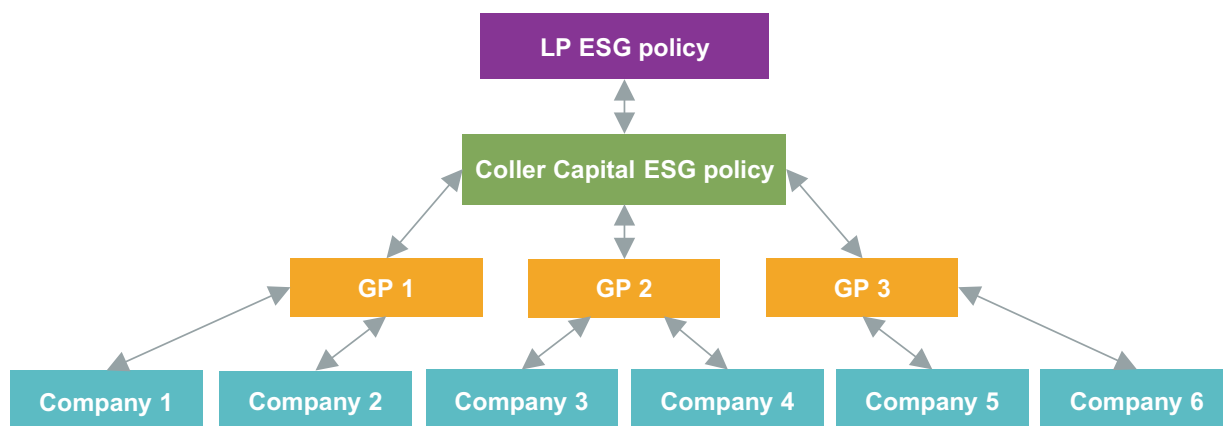 LP ESG policy
Coller Capital ESG policy
GP 1
GP 2
GP 3
Company 1
Company 2
Company 3
Company 4
Company 5
Company 6